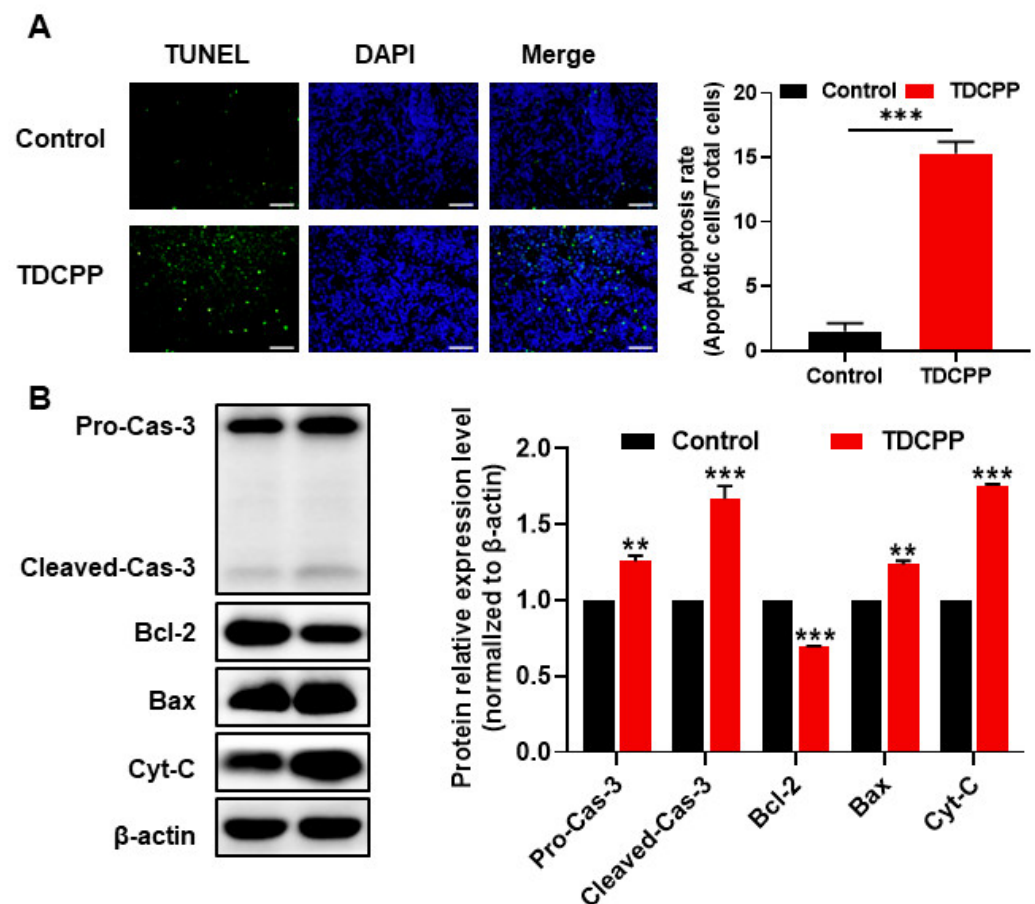 A
TUNEL DAPI Merge
Control
TDCPP
Control TDCPP
Apoptosis rate
(Apoptotic cells/Total cells)
20
15
10
5
0
***
Control TDCPP
B
Pro-Cas-3
Cleaved-Cas-3
Bcl-2
Bax
Cyt-C
β-actin
Control TDCPP
Protein relative expression level
(normalized to β-actin)
2.0
1.5
1.0
0.5
0.0
** *** *** ** ***
Pro-Cas-3 Cleaved-Cas-3 Bcl-2 Bax Cyt-C